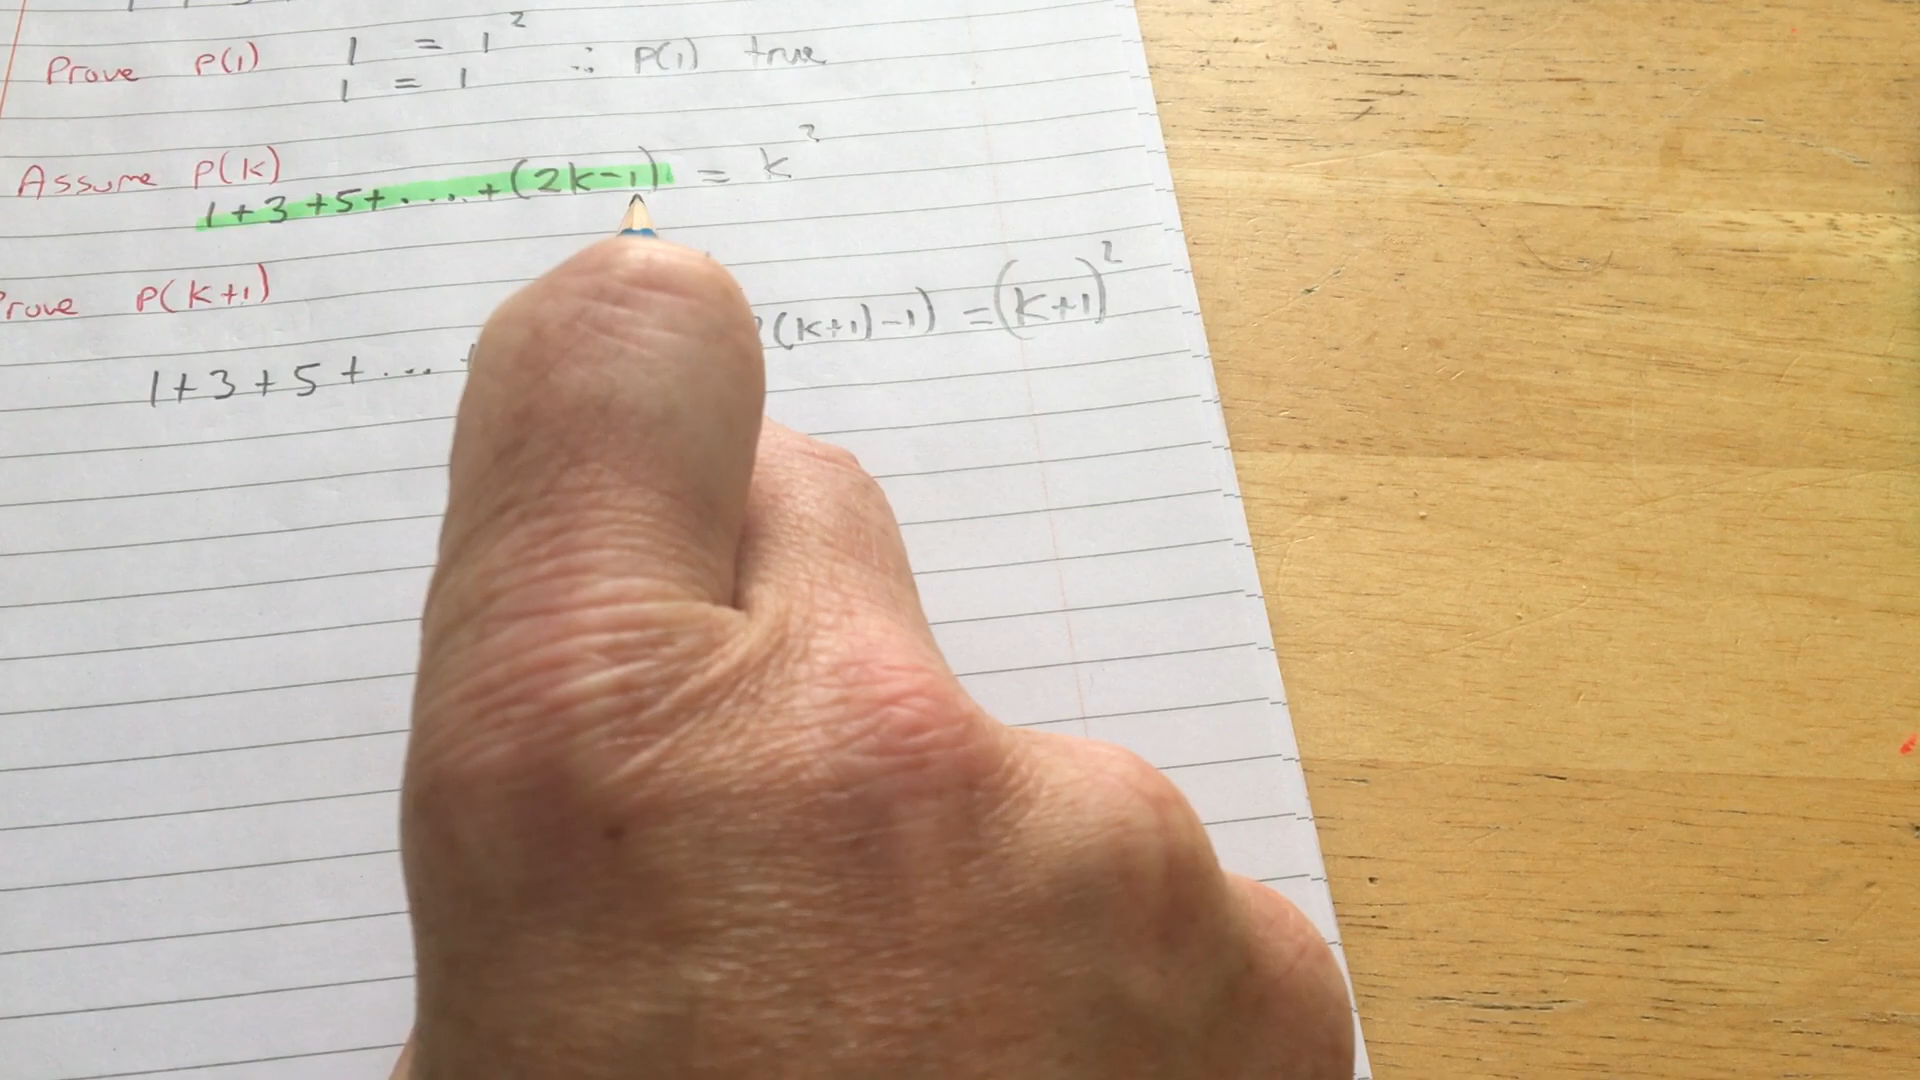 Prove P(1) 1 = 1²
1 = 1 ∴ P(1) true
Assume P(k)
1+3+5+....+(2k-1) = k²
Prove P(k+1)
1+3+5+... + (k+1)-1) = (k+1)²